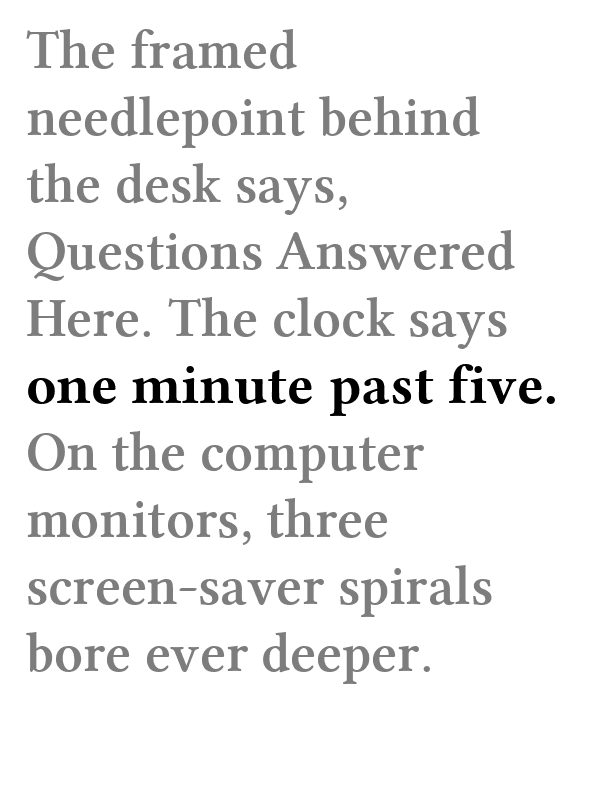 The framed
needlepoint behind
the desk says,
Questions Answered
Here. The clock says
one minute past five.
On the computer
monitors, three
screen-saver spirals
bore ever deeper.